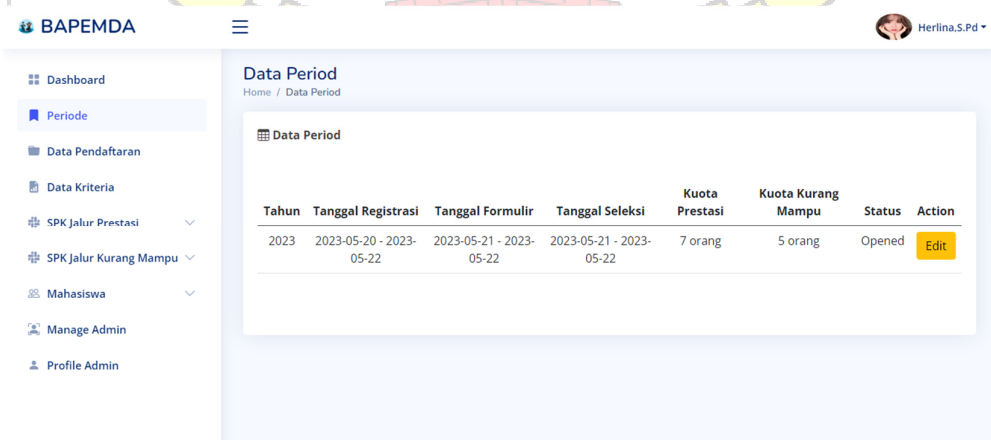 BAPEMDA
Herlina,S.Pd
Dashboard
Periode
Data Pendaftaran
Data Kriteria
SPK Jalur Prestasi
SPK Jalur Kurang Mampu
Mahasiswa
Manage Admin
Profile Admin
Data Period
Home / Data Period
Data Period
Tahun Tanggal Registrasi Tanggal Formulir Tanggal Seleksi Kuota Prestasi Kuota Kurang Mampu Status Action
2023 2023-05-20 - 2023-05-22 2023-05-21 - 2023-05-22 2023-05-21 - 2023-05-22 7 orang 5 orang Opened Edit